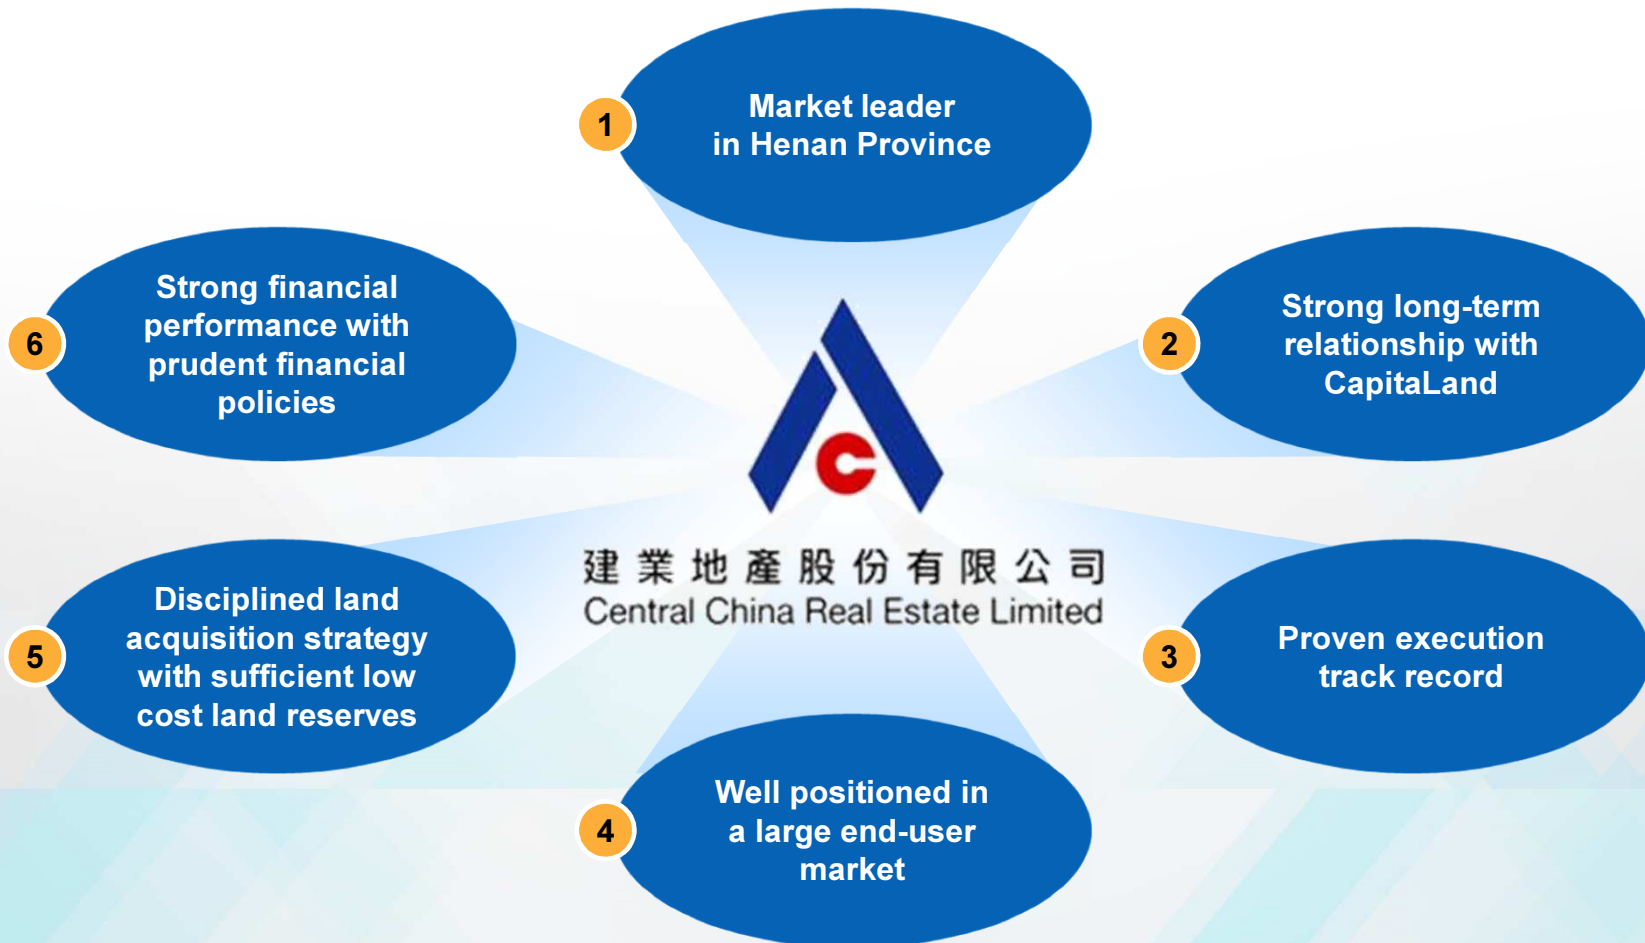 1
Market leader
in Henan Province
2
Strong long-term
relationship with
CapitaLand
3
Proven execution
track record
4
Well positioned in
a large end-user
market
5
Disciplined land
acquisition strategy
with sufficient low
cost land reserves
6
Strong financial
performance with
prudent financial
policies
建業地產股份有限公司
Central China Real Estate Limited